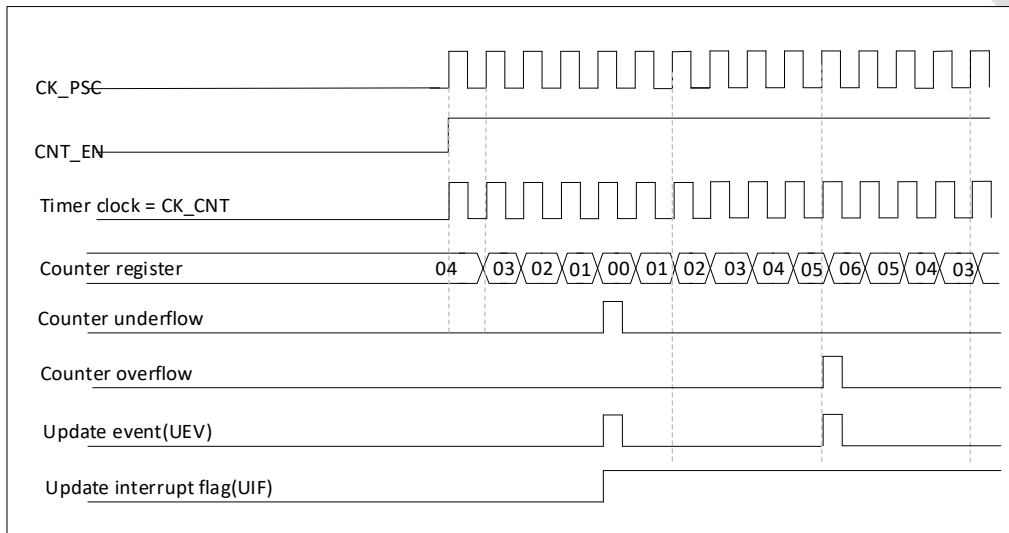 CK_PSC
CNT_EN
Timer clock = CK_CNT
Counter register 04 03 02 01 00 01 02 03 04 05 06 05 04 03
Counter underflow
Counter overflow
Update event(UEV)
Update interrupt flag(UIF)